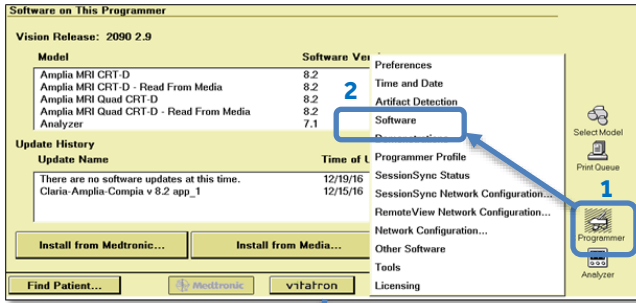 Software on This Programmer
Vision Release: 2090 2.9
Model Software Ver
Amplia MRI CRT-D 8.2
Amplia MRI CRT-D - Read From Media 8.2
Amplia MRI Quad CRT-D 8.2
Amplia MRI Quad CRT-D - Read From Media 8.2
Analyzer 7.1
Update History
Update Name Time of U
There are no software updates at this time. 12/19/16
Claria-Amplia-Compia v 8.2 app_1 12/15/16
Install from Medtronic...
Install from Media...
Find Patient...
Medtronic
vitatron
2
Preferences
Time and Date
Artifact Detection
Software
Demonstrations...
Programmer Profile
SessionSync Status
SessionSync Network Configuration...
RemoteView Network Configuration...
Network Configuration...
Other Software
Tools
Licensing
Select Model
Print Queue
1
Programmer
Analyzer